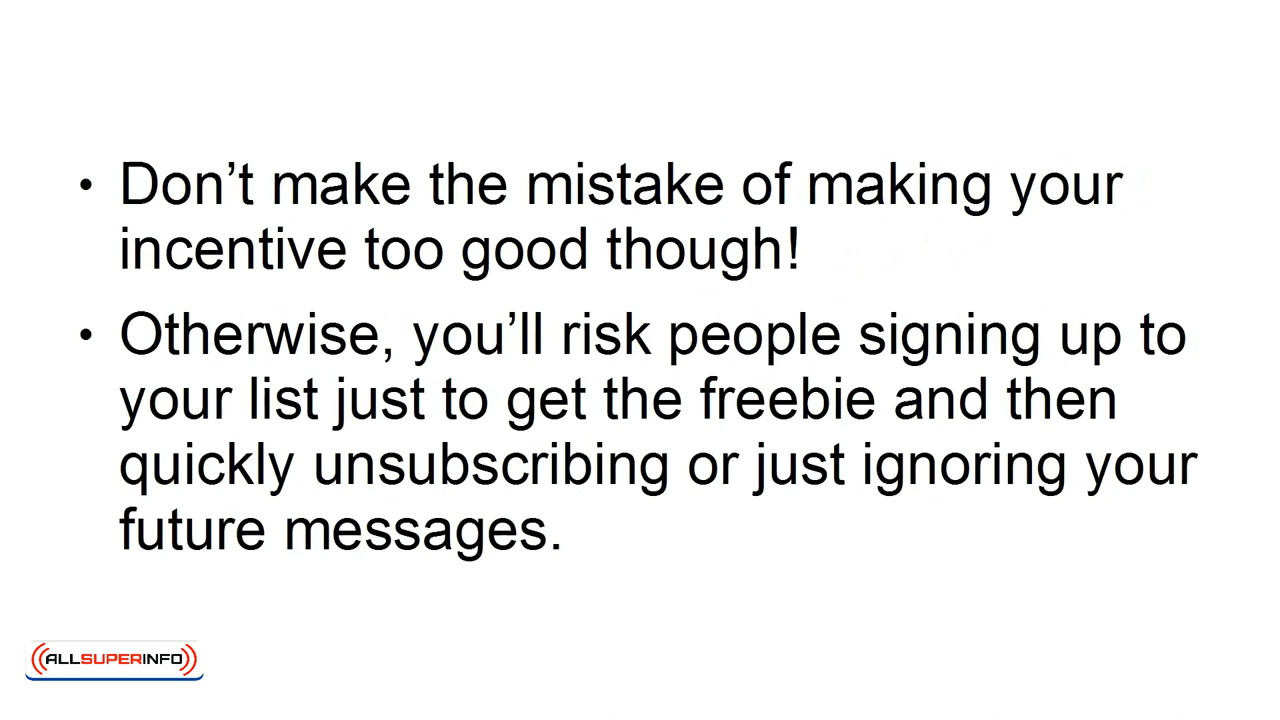 • Don’t make the mistake of making your
incentive too good though!
• Otherwise, you’ll risk people signing up to
your list just to get the freebie and then
quickly unsubscribing or just ignoring your
future messages.
ALLSUPERINFO